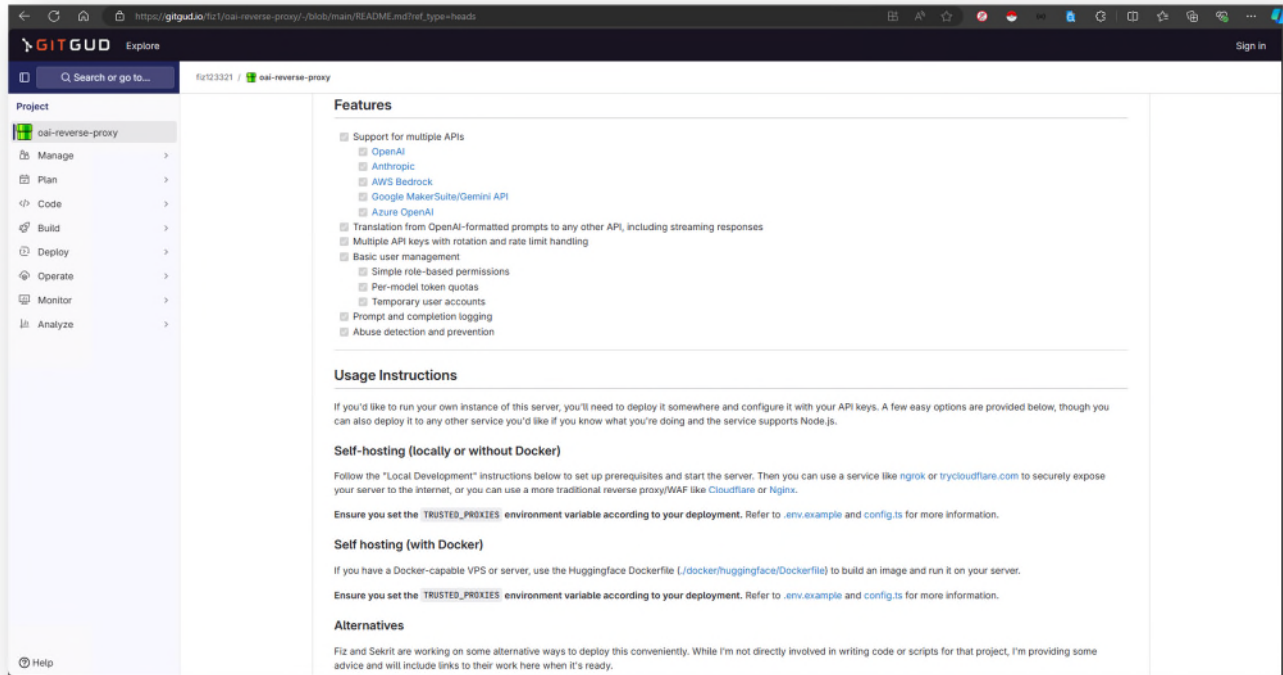 https://gitgud.io/fiz1/oai-reverse-proxy/-/blob/main/README.md?ref_type=heads
GITGUD Explore
Sign in
Search or go to...
fiz123321 / oai-reverse-proxy
Project
oai-reverse-proxy
Manage
Plan
Code
Build
Deploy
Operate
Monitor
Analyze
Help
Features
Support for multiple APIs
OpenAI
Anthropic
AWS Bedrock
Google MakerSuite/Gemini API
Azure OpenAI
Translation from OpenAI-formatted prompts to any other API, including streaming responses
Multiple API keys with rotation and rate limit handling
Basic user management
Simple role-based permissions
Per-model token quotas
Temporary user accounts
Prompt and completion logging
Abuse detection and prevention
Usage Instructions
If you'd like to run your own instance of this server, you'll need to deploy it somewhere and configure it with your API keys. A few easy options are provided below, though you
can also deploy it to any other service you'd like if you know what you're doing and the service supports Node.js.
Self-hosting (locally or without Docker)
Follow the "Local Development" instructions below to set up prerequisites and start the server. Then you can use a service like ngrok or trycloudflare.com to securely expose
your server to the internet, or you can use a more traditional reverse proxy/WAF like Cloudflare or Nginx.
Ensure you set the TRUSTED_PROXIES environment variable according to your deployment. Refer to .env.example and config.ts for more information.
Self hosting (with Docker)
If you have a Docker-capable VPS or server, use the Huggingface Dockerfile (./docker/huggingface/Dockerfile) to build an image and run it on your server.
Ensure you set the TRUSTED_PROXIES environment variable according to your deployment. Refer to .env.example and config.ts for more information.
Alternatives
Fiz and Sekrit are working on some alternative ways to deploy this conveniently. While I'm not directly involved in writing code or scripts for that project, I'm providing some
advice and will include links to their work here when it's ready.